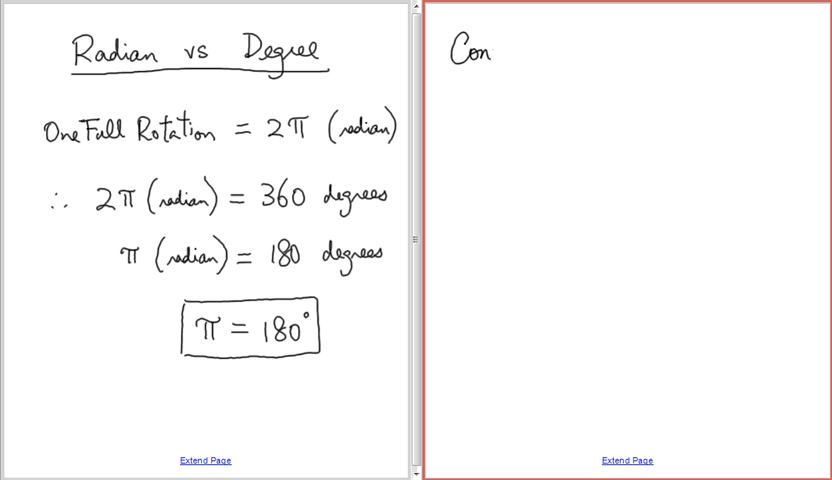 Radian vs Degree
One Full Rotation = 2π (radian)
∴ 2π (radian) = 360 degrees
π (radian) = 180 degrees
π = 180°
Extend Page
Con
Extend Page